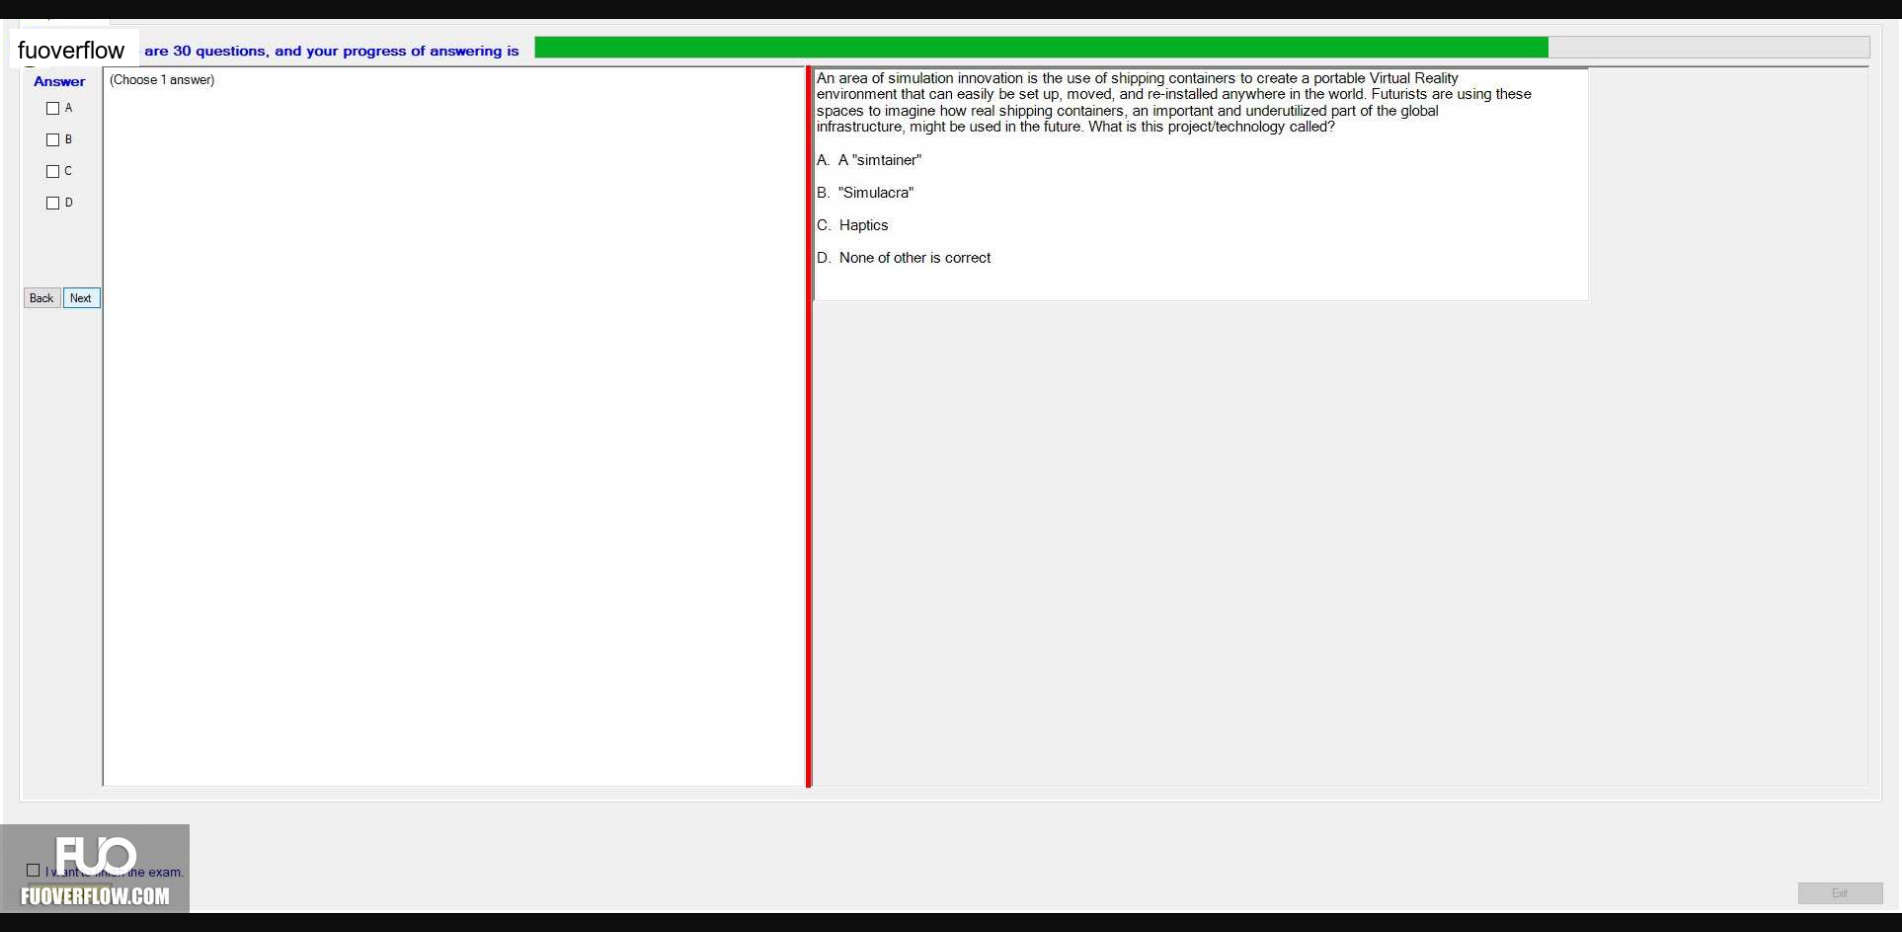 fuoverflow are 30 questions, and your progress of answering is
Answer
(Choose 1 answer)
A
B
C
D
Back Next
An area of simulation innovation is the use of shipping containers to create a portable Virtual Reality
environment that can easily be set up, moved, and re-installed anywhere in the world. Futurists are using these
spaces to imagine how real shipping containers, an important and underutilized part of the global
infrastructure, might be used in the future. What is this project/technology called?
A. A "simtainer"
B. "Simulacra"
C. Haptics
D. None of other is correct
FUO
I want the exam.
FUOVERFLOW.COM
Exit